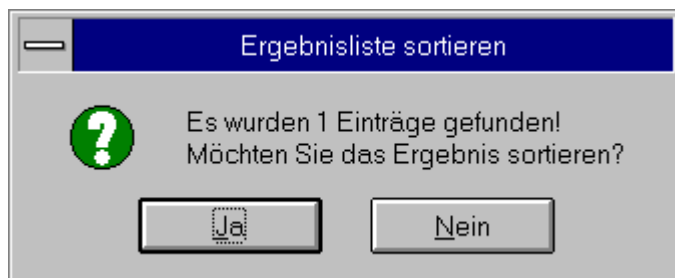 Ergebnisliste sortieren
Es wurden 1 Einträge gefunden!
Möchten Sie das Ergebnis sortieren?
Ja Nein